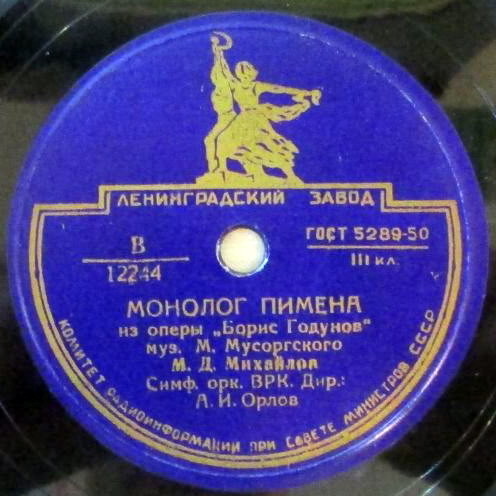 ЛЕНИНГРАДСКИЙ ЗАВОД
В
12244
ГОСТ 5289-50
III кл.
МОНОЛОГ ПИМЕНА
из оперы „Борис Годунов"
муз. М. Мусоргского
М. Д. Михайлов
Симф. орк. ВРК. Дир.:
А. И. Орлов
КОМИТЕТ РАДИОИНФОРМАЦИИ ПРИ СОВЕТЕ МИНИСТРОВ СССР